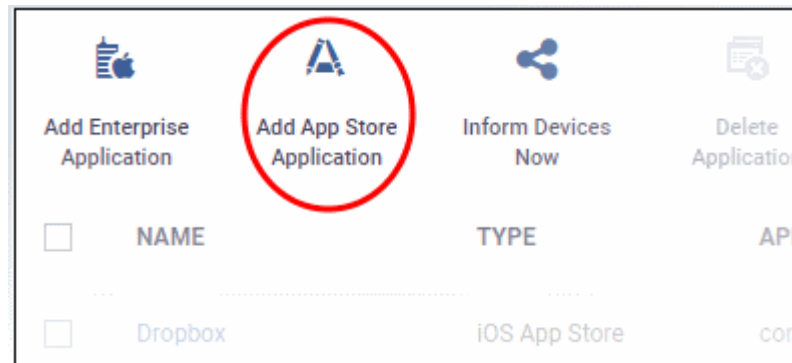 Add Enterprise
Application
Add App Store
Application
Inform Devices
Now
Delete
Applicatio
NAME TYPE AP
Dropbox iOS App Store co